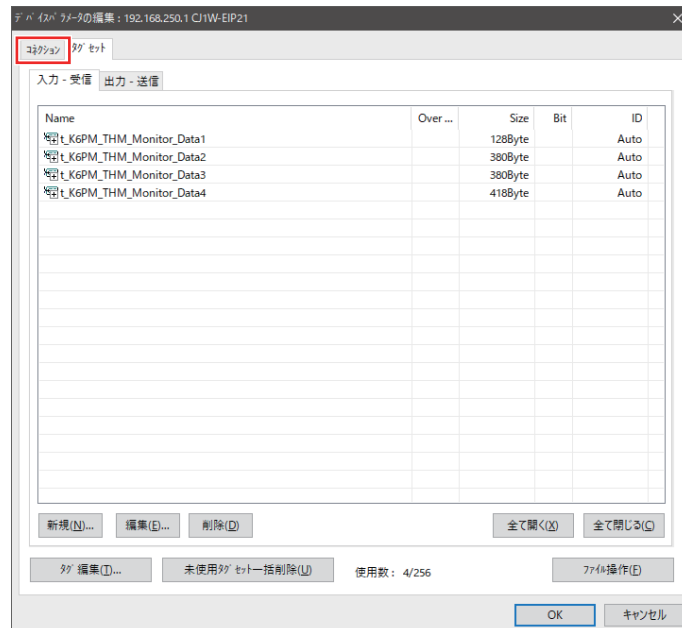 デバイスパラメータの編集 : 192.168.250.1 CJ1W-EIP21
コネクション タグセット
入力 - 受信 出力 - 送信
Name Over ... Size Bit ID
t_K6PM_THM_Monitor_Data1 128Byte Auto
t_K6PM_THM_Monitor_Data2 380Byte Auto
t_K6PM_THM_Monitor_Data3 380Byte Auto
t_K6PM_THM_Monitor_Data4 418Byte Auto
新規(N)... 編集(E)... 削除(D) 全て開く(X) 全て閉じる(C)
タグ編集(T)... 未使用タグセット一括削除(U) 使用数 : 4/256 ファイル操作(F)
OK キャンセル